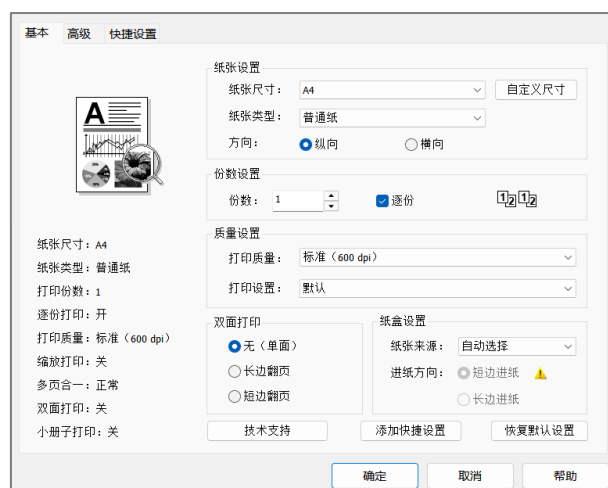 基本 高级 快捷设置
纸张设置
纸张尺寸： A4 自定义尺寸
纸张类型： 普通纸
方向： 纵向 横向
份数设置
份数： 1 逐份 1 2 1 2
质量设置
打印质量： 标准（600 dpi）
打印设置： 默认
双面打印
无（单面）
长边翻页
短边翻页
纸盒设置
纸张来源： 自动选择
进纸方向： 短边进纸
长边进纸
A
纸张尺寸：A4
纸张类型：普通纸
打印份数：1
逐份打印：开
打印质量：标准（600 dpi）
缩放打印：关
多页合一：正常
双面打印：关
小册子打印：关
技术支持 添加快捷设置 恢复默认设置
确定 取消 帮助